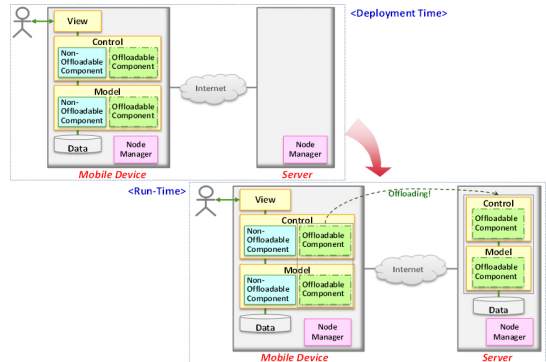 <Deployment Time>
View
Control
Non-
Offloadable
Component
Offloadable
Component
Model
Non-
Offloadable
Component
Offloadable
Component
Data
Node
Manager
Mobile Device
Internet
Node
Manager
Server
<Run-Time>
View
Control
Non-
Offloadable
Component
Offloadable
Component
Model
Non-
Offloadable
Component
Offloadable
Component
Data
Node
Manager
Mobile Device
Offloading!
Internet
Control
Offloadable
Component
Model
Offloadable
Component
Data
Node
Manager
Server